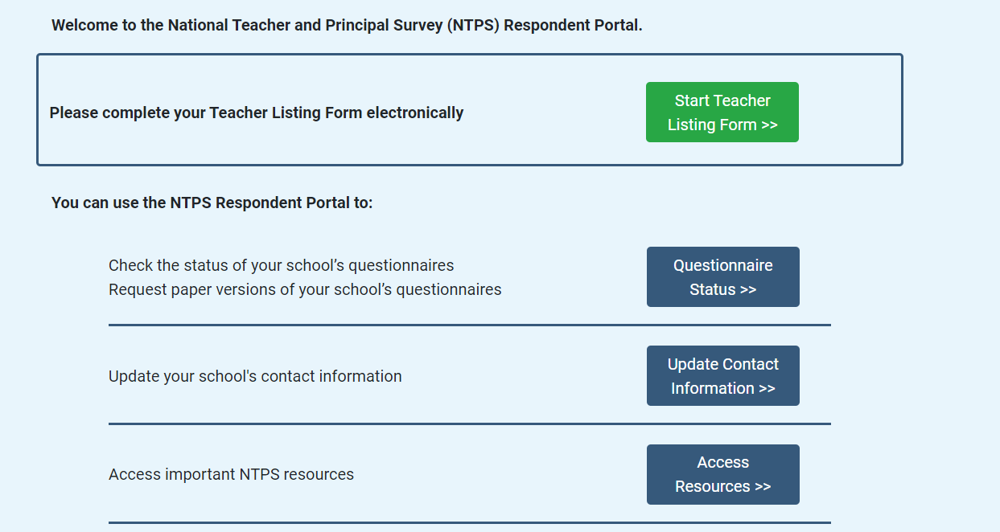 Welcome to the National Teacher and Principal Survey (NTPS) Respondent Portal.
Please complete your Teacher Listing Form electronically
Start Teacher
Listing Form >>
You can use the NTPS Respondent Portal to:
Check the status of your school’s questionnaires
Request paper versions of your school’s questionnaires
Questionnaire
Status >>
Update your school's contact information
Update Contact
Information >>
Access important NTPS resources
Access
Resources >>